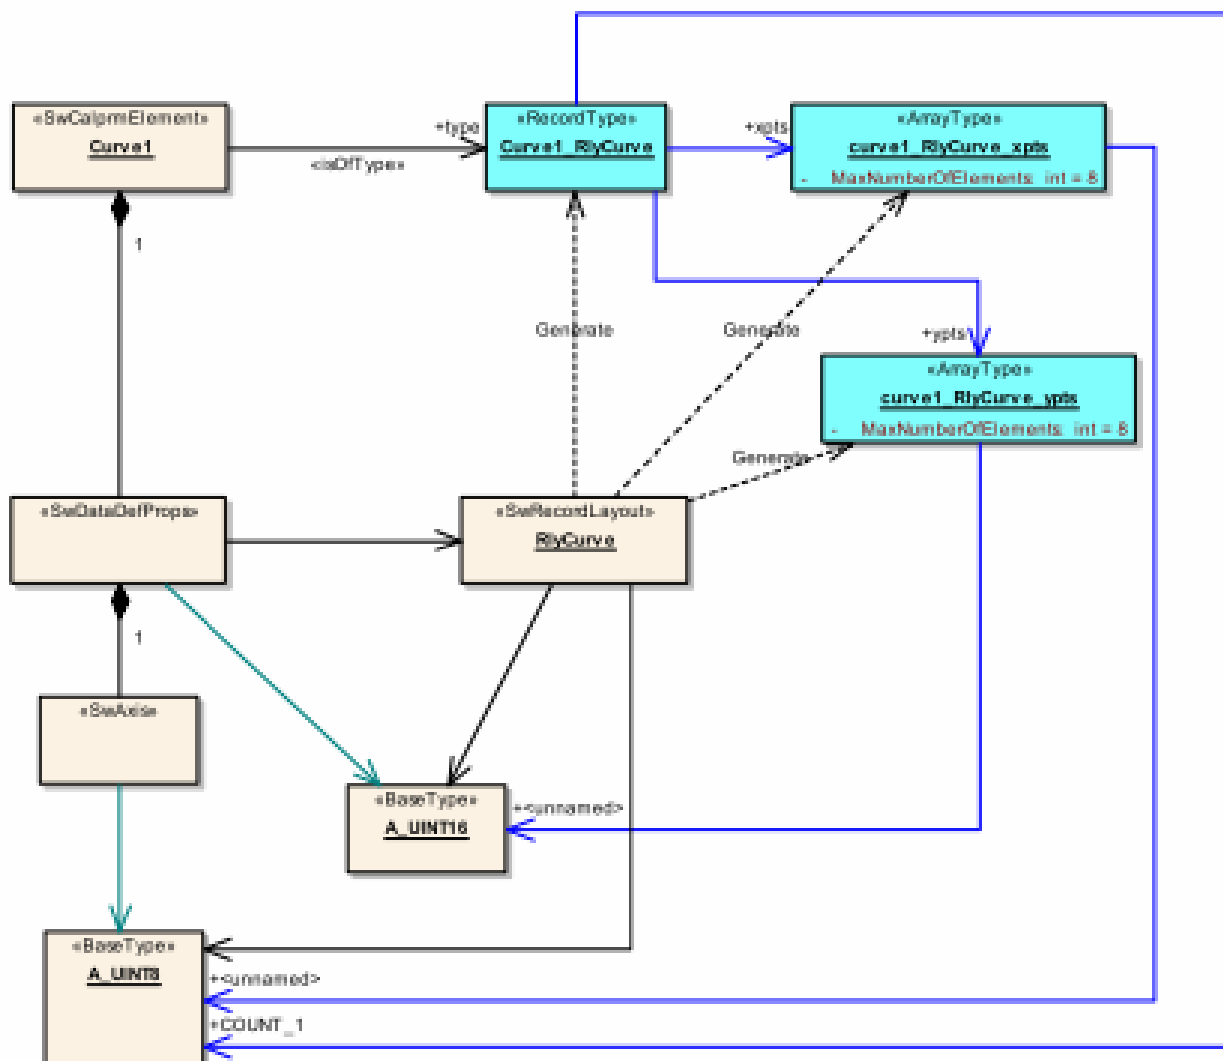 «SwCalprmElement»
Curve1
+type
«isOfType»
«RecordType»
Curve1_RlyCurve
+xpts
«ArrayType»
curve1_RlyCurve_xpts
- MaxNumberOfElements: int = 8
1
Generate
Generate
+ypts
«ArrayType»
curve1_RlyCurve_ypts
- MaxNumberOfElements: int = 8
Generate
«SwDataDefProps»
«SwRecordLayout»
RlyCurve
1
«SwAxis»
«BaseType»
A_UINT16
+<unnamed>
«BaseType»
A_UINT8
+<unnamed>
+COUNT_1